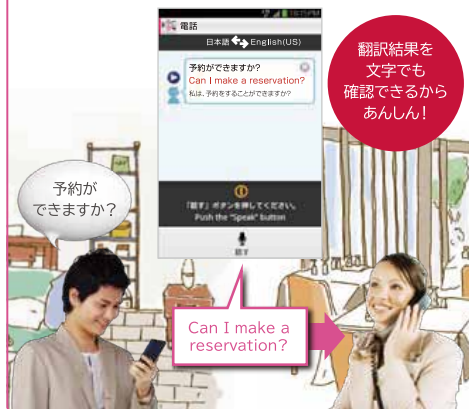 10:15PM
電話
日本語 English(US)
予約ができますか?
Can I make a reservation?
私は、予約をすることができますか?
「話す」ボタンを押してください。
Push the "Speak" button
話す
翻訳結果を
文字でも
確認できるから
あんしん!
予約が
できますか?
Can I make a
reservation?